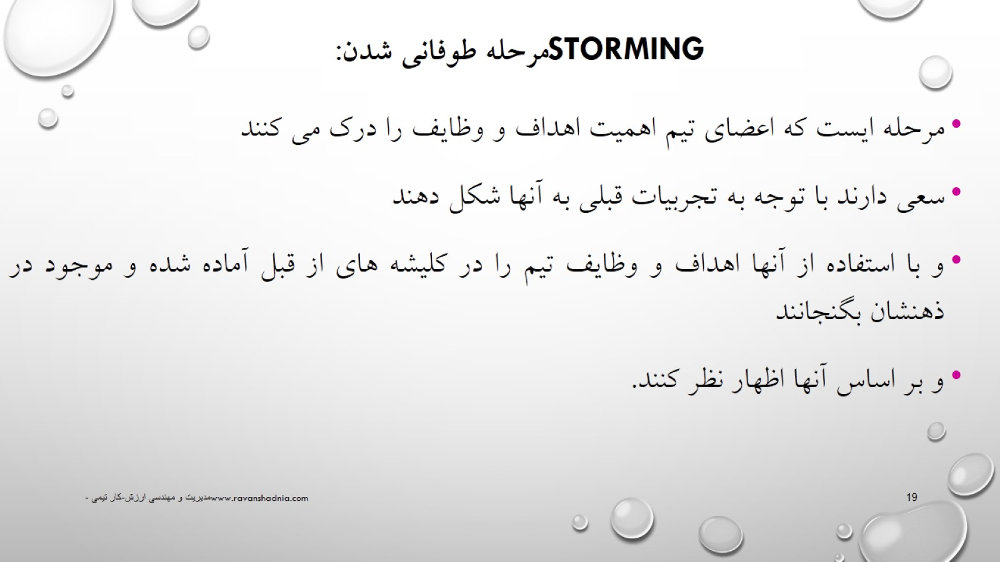 STORMINGمرحله طوفانی شدن:
• مرحله ایست که اعضای تیم اهمیت اهداف و وظایف را درک می کنند
• سعی دارند با توجه به تجربیات قبلی به آنها شکل دهند
• و با استفاده از آنها اهداف و وظایف تیم را در کلیشه های از قبل آماده شده و موجود در
ذهنشان بگنجانند
• و بر اساس آنها اظهار نظر کنند.
www.ravanshadnia.comمدیریت و مهندسی ارزش-کار تیمی -
19